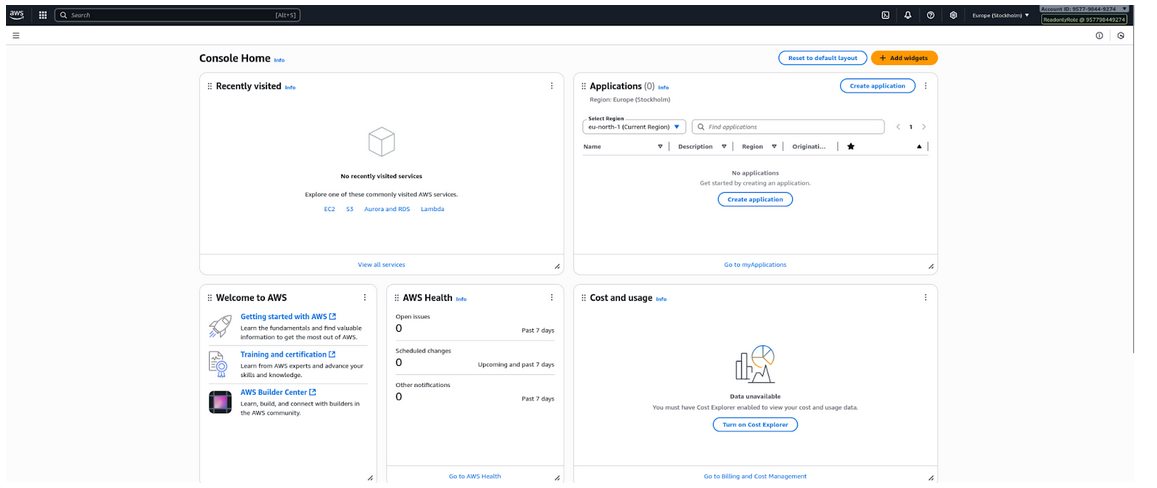 aws
Search
[Alt+S]
Europe (Stockholm)
Account ID: 9577-9844-9274
ReadonlyRole @ 957798449274
Console Home Info
Reset to default layout
Add widgets
Recently visited Info
No recently visited services
Explore one of these commonly visited AWS services.
EC2 S3 Aurora and RDS Lambda
View all services
Applications (0) Info
Create application
Region: Europe (Stockholm)
Select Region
eu-north-1 (Current Region)
Find applications
1
Name Description Region Originati...
No applications
Get started by creating an application.
Create application
Go to myApplications
Welcome to AWS
Getting started with AWS
Learn the fundamentals and find valuable
information to get the most out of AWS.
Training and certification
Learn from AWS experts and advance your
skills and knowledge.
AWS Builder Center
Learn, build, and connect with builders in
the AWS community.
AWS Health Info
Open issues
0 Past 7 days
Scheduled changes
0 Upcoming and past 7 days
Other notifications
0 Past 7 days
Go to AWS Health
Cost and usage Info
Data unavailable
You must have Cost Explorer enabled to view your cost and usage data.
Turn on Cost Explorer
Go to Billing and Cost Management